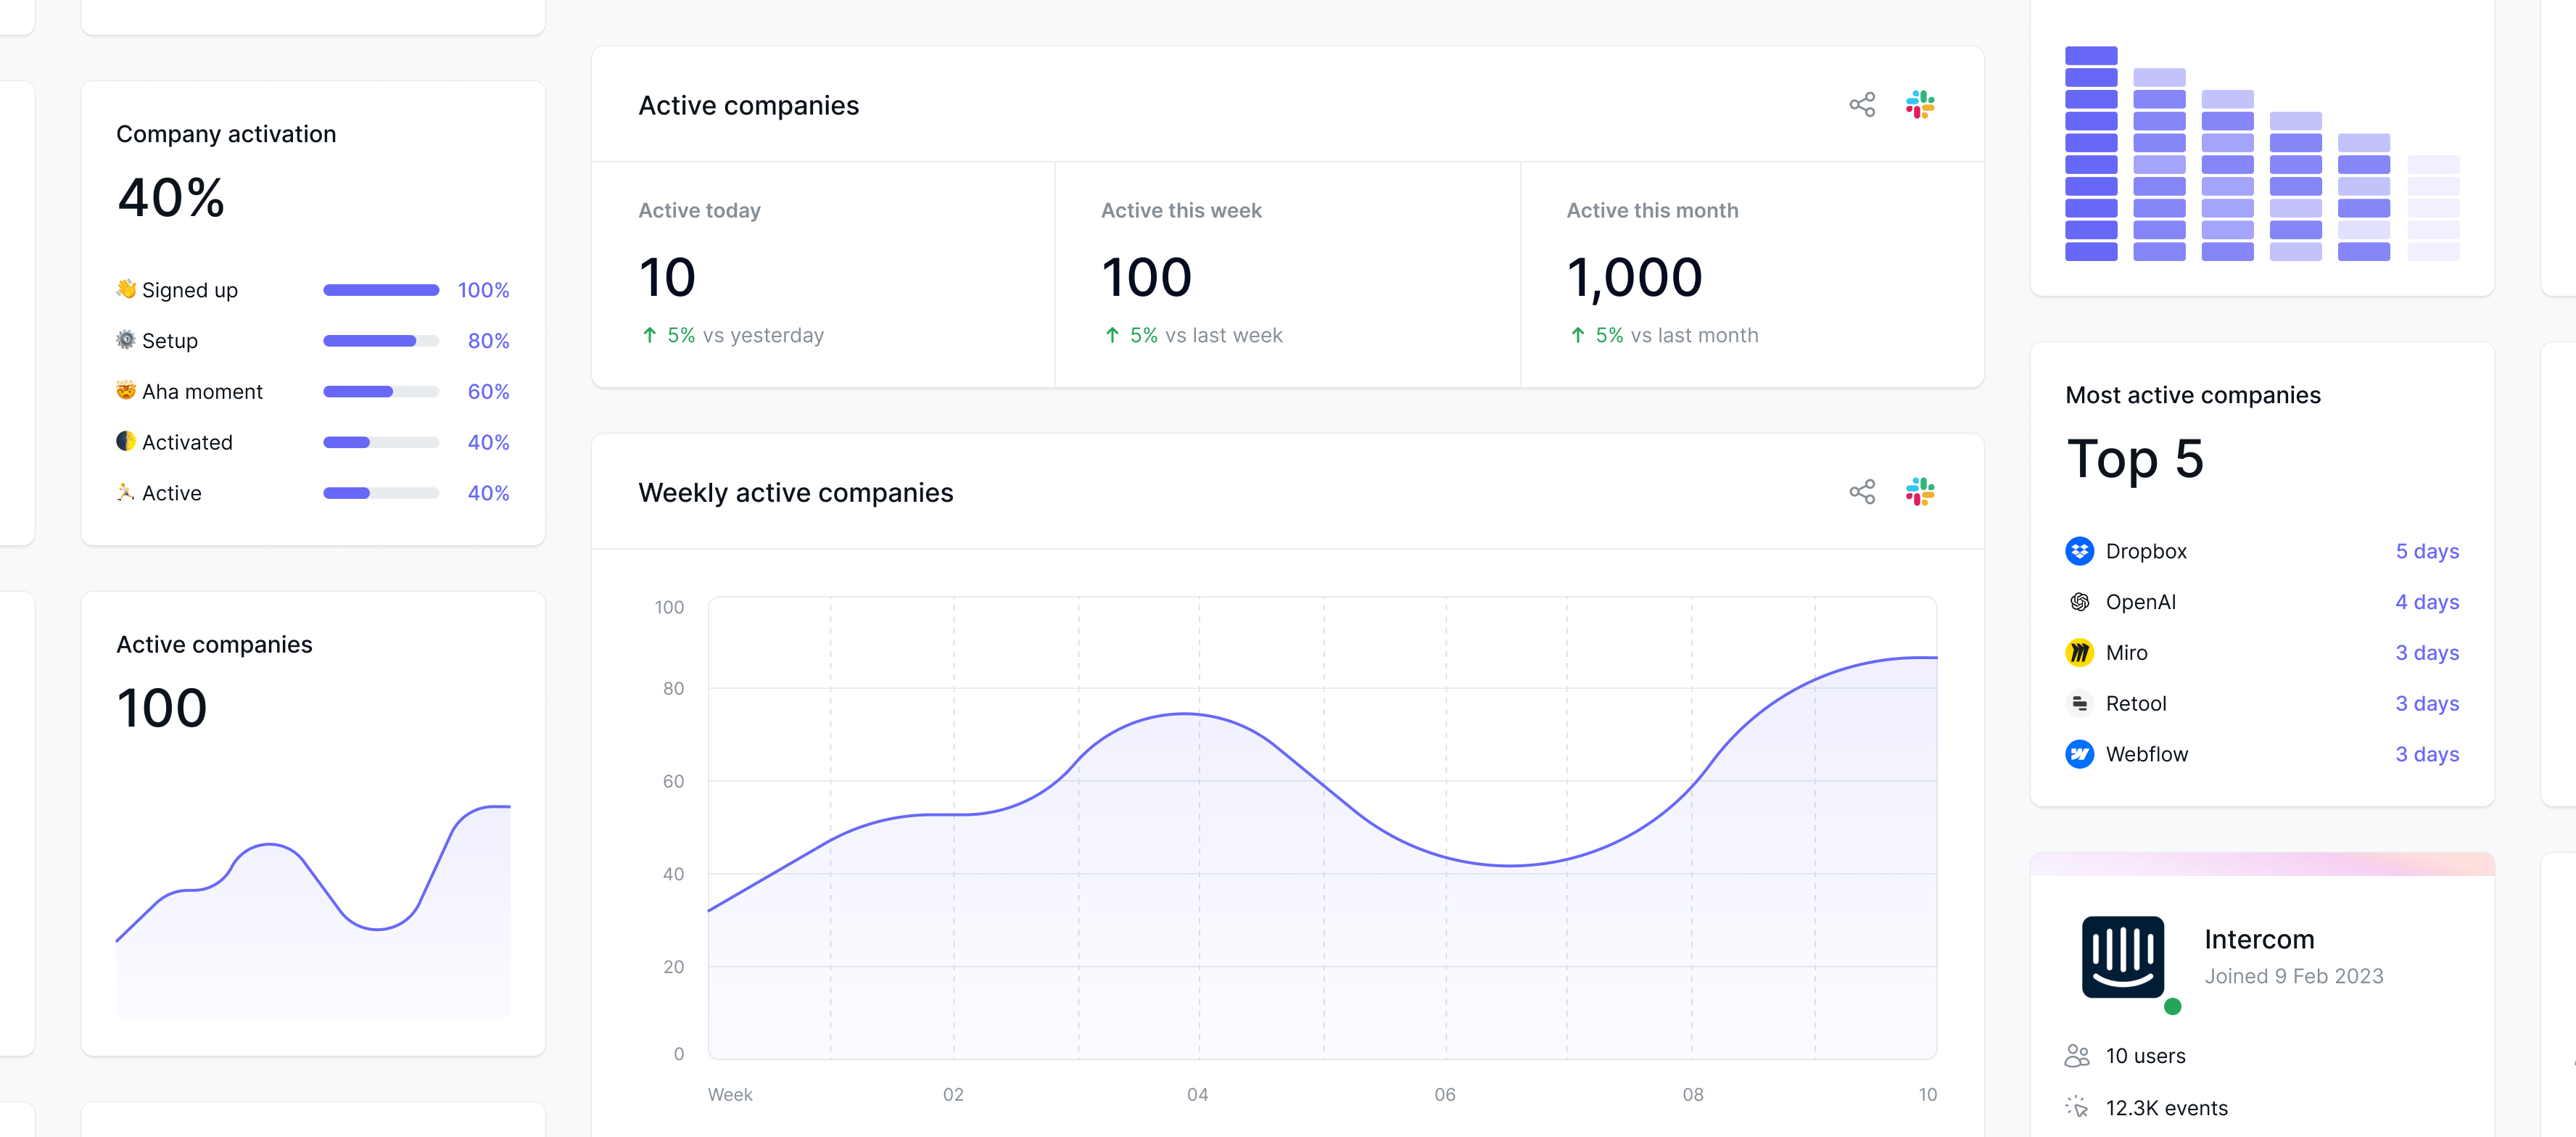 Company activation
40%
Signed up 100%
Setup 80%
Aha moment 60%
Activated 40%
Active 40%
Active companies
100
Active companies
Active today
10
5% vs yesterday
Active this week
100
5% vs last week
Active this month
1,000
5% vs last month
Weekly active companies
100
80
60
40
20
0
Week 02 04 06 08 10
Most active companies
Top 5
Dropbox 5 days
OpenAI 4 days
Miro 3 days
Retool 3 days
Webflow 3 days
Intercom
Joined 9 Feb 2023
10 users
12.3K events